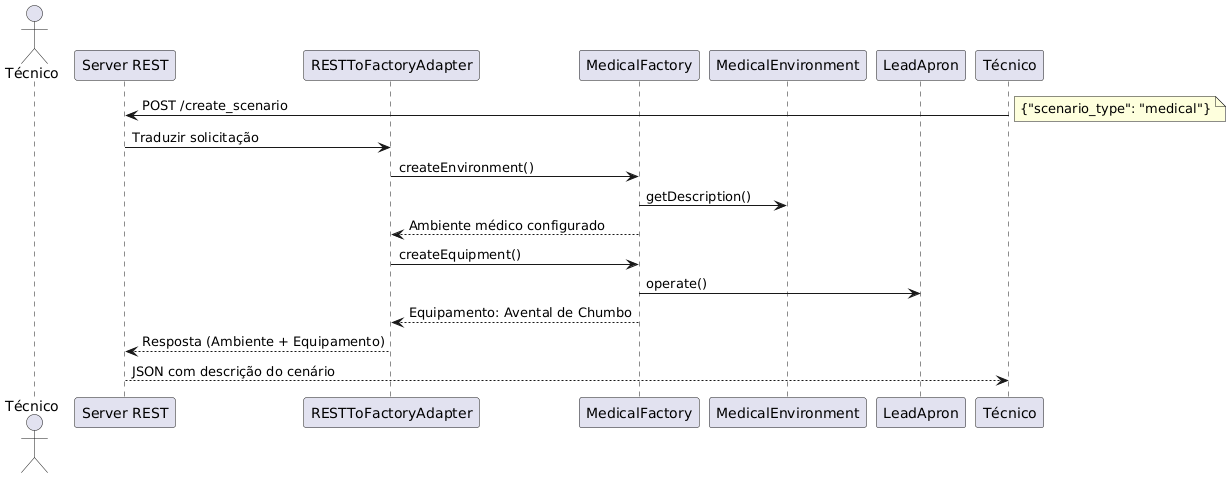 Técnico
Server REST
RESTToFactoryAdapter
MedicalFactory
MedicalEnvironment
LeadApron
Técnico
POST /create_scenario
{"scenario_type": "medical"}
Traduzir solicitação
createEnvironment()
getDescription()
Ambiente médico configurado
createEquipment()
operate()
Equipamento: Avental de Chumbo
Resposta (Ambiente + Equipamento)
JSON com descrição do cenário
Técnico
Server REST
RESTToFactoryAdapter
MedicalFactory
MedicalEnvironment
LeadApron
Técnico